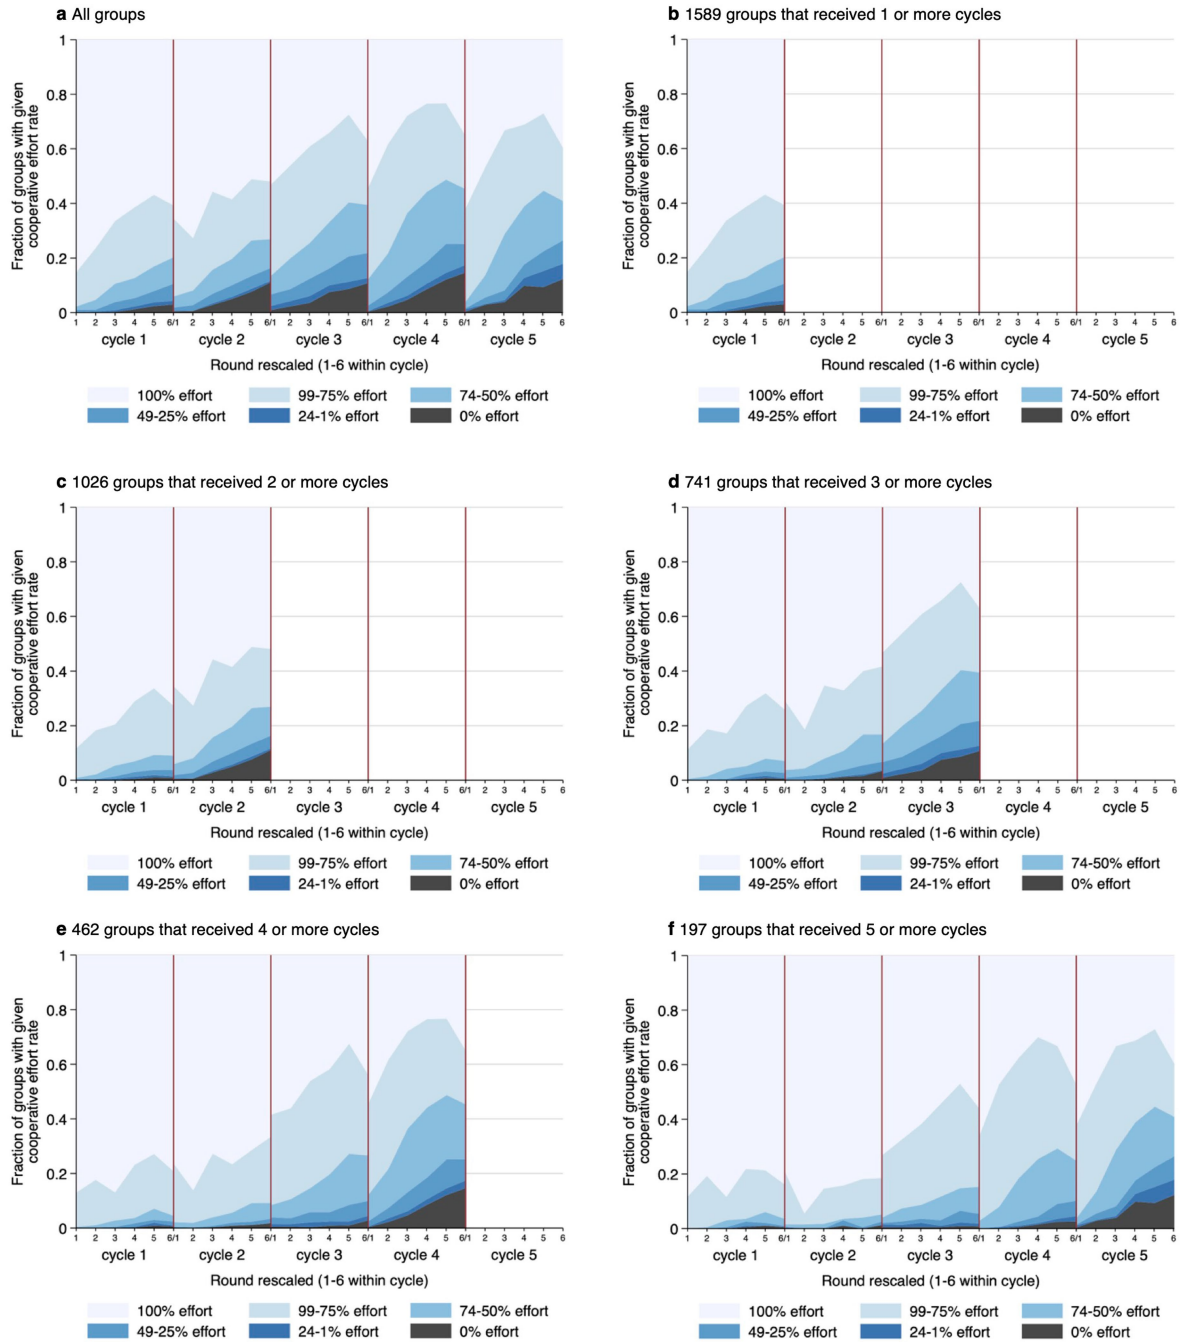 a All groups
1
0.8
0.6
0.4
0.2
0
Fraction of groups with given
cooperative effort rate
1 2 3 4 5 6/1 2 3 4 5 6/1 2 3 4 5 6/1 2 3 4 5 6/1 2 3 4 5 6
cycle 1 cycle 2 cycle 3 cycle 4 cycle 5
Round rescaled (1-6 within cycle)
100% effort 99-75% effort 74-50% effort
49-25% effort 24-1% effort 0% effort
b 1589 groups that received 1 or more cycles
1
0.8
0.6
0.4
0.2
0
Fraction of groups with given
cooperative effort rate
1 2 3 4 5 6/1 2 3 4 5 6/1 2 3 4 5 6/1 2 3 4 5 6/1 2 3 4 5 6
cycle 1 cycle 2 cycle 3 cycle 4 cycle 5
Round rescaled (1-6 within cycle)
100% effort 99-75% effort 74-50% effort
49-25% effort 24-1% effort 0% effort
c 1026 groups that received 2 or more cycles
1
0.8
0.6
0.4
0.2
0
Fraction of groups with given
cooperative effort rate
1 2 3 4 5 6/1 2 3 4 5 6/1 2 3 4 5 6/1 2 3 4 5 6/1 2 3 4 5 6
cycle 1 cycle 2 cycle 3 cycle 4 cycle 5
Round rescaled (1-6 within cycle)
100% effort 99-75% effort 74-50% effort
49-25% effort 24-1% effort 0% effort
d 741 groups that received 3 or more cycles
1
0.8
0.6
0.4
0.2
0
Fraction of groups with given
cooperative effort rate
1 2 3 4 5 6/1 2 3 4 5 6/1 2 3 4 5 6/1 2 3 4 5 6/1 2 3 4 5 6
cycle 1 cycle 2 cycle 3 cycle 4 cycle 5
Round rescaled (1-6 within cycle)
100% effort 99-75% effort 74-50% effort
49-25% effort 24-1% effort 0% effort
e 462 groups that received 4 or more cycles
1
0.8
0.6
0.4
0.2
0
Fraction of groups with given
cooperative effort rate
1 2 3 4 5 6/1 2 3 4 5 6/1 2 3 4 5 6/1 2 3 4 5 6/1 2 3 4 5 6
cycle 1 cycle 2 cycle 3 cycle 4 cycle 5
Round rescaled (1-6 within cycle)
100% effort 99-75% effort 74-50% effort
49-25% effort 24-1% effort 0% effort
f 197 groups that received 5 or more cycles
1
0.8
0.6
0.4
0.2
0
Fraction of groups with given
cooperative effort rate
1 2 3 4 5 6/1 2 3 4 5 6/1 2 3 4 5 6/1 2 3 4 5 6/1 2 3 4 5 6
cycle 1 cycle 2 cycle 3 cycle 4 cycle 5
Round rescaled (1-6 within cycle)
100% effort 99-75% effort 74-50% effort
49-25% effort 24-1% effort 0% effort